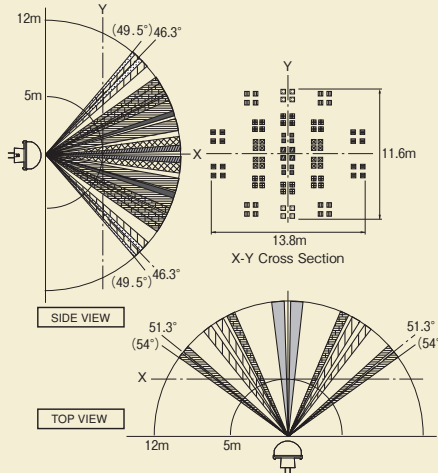 12m
Y
(49.5°) 46.3°
5m
X
46.3°
(49.5°)
SIDE VIEW
Y
X
11.6m
13.8m
X-Y Cross Section
51.3°
(54°)
51.3°
(54°)
X
TOP VIEW
12m
5m